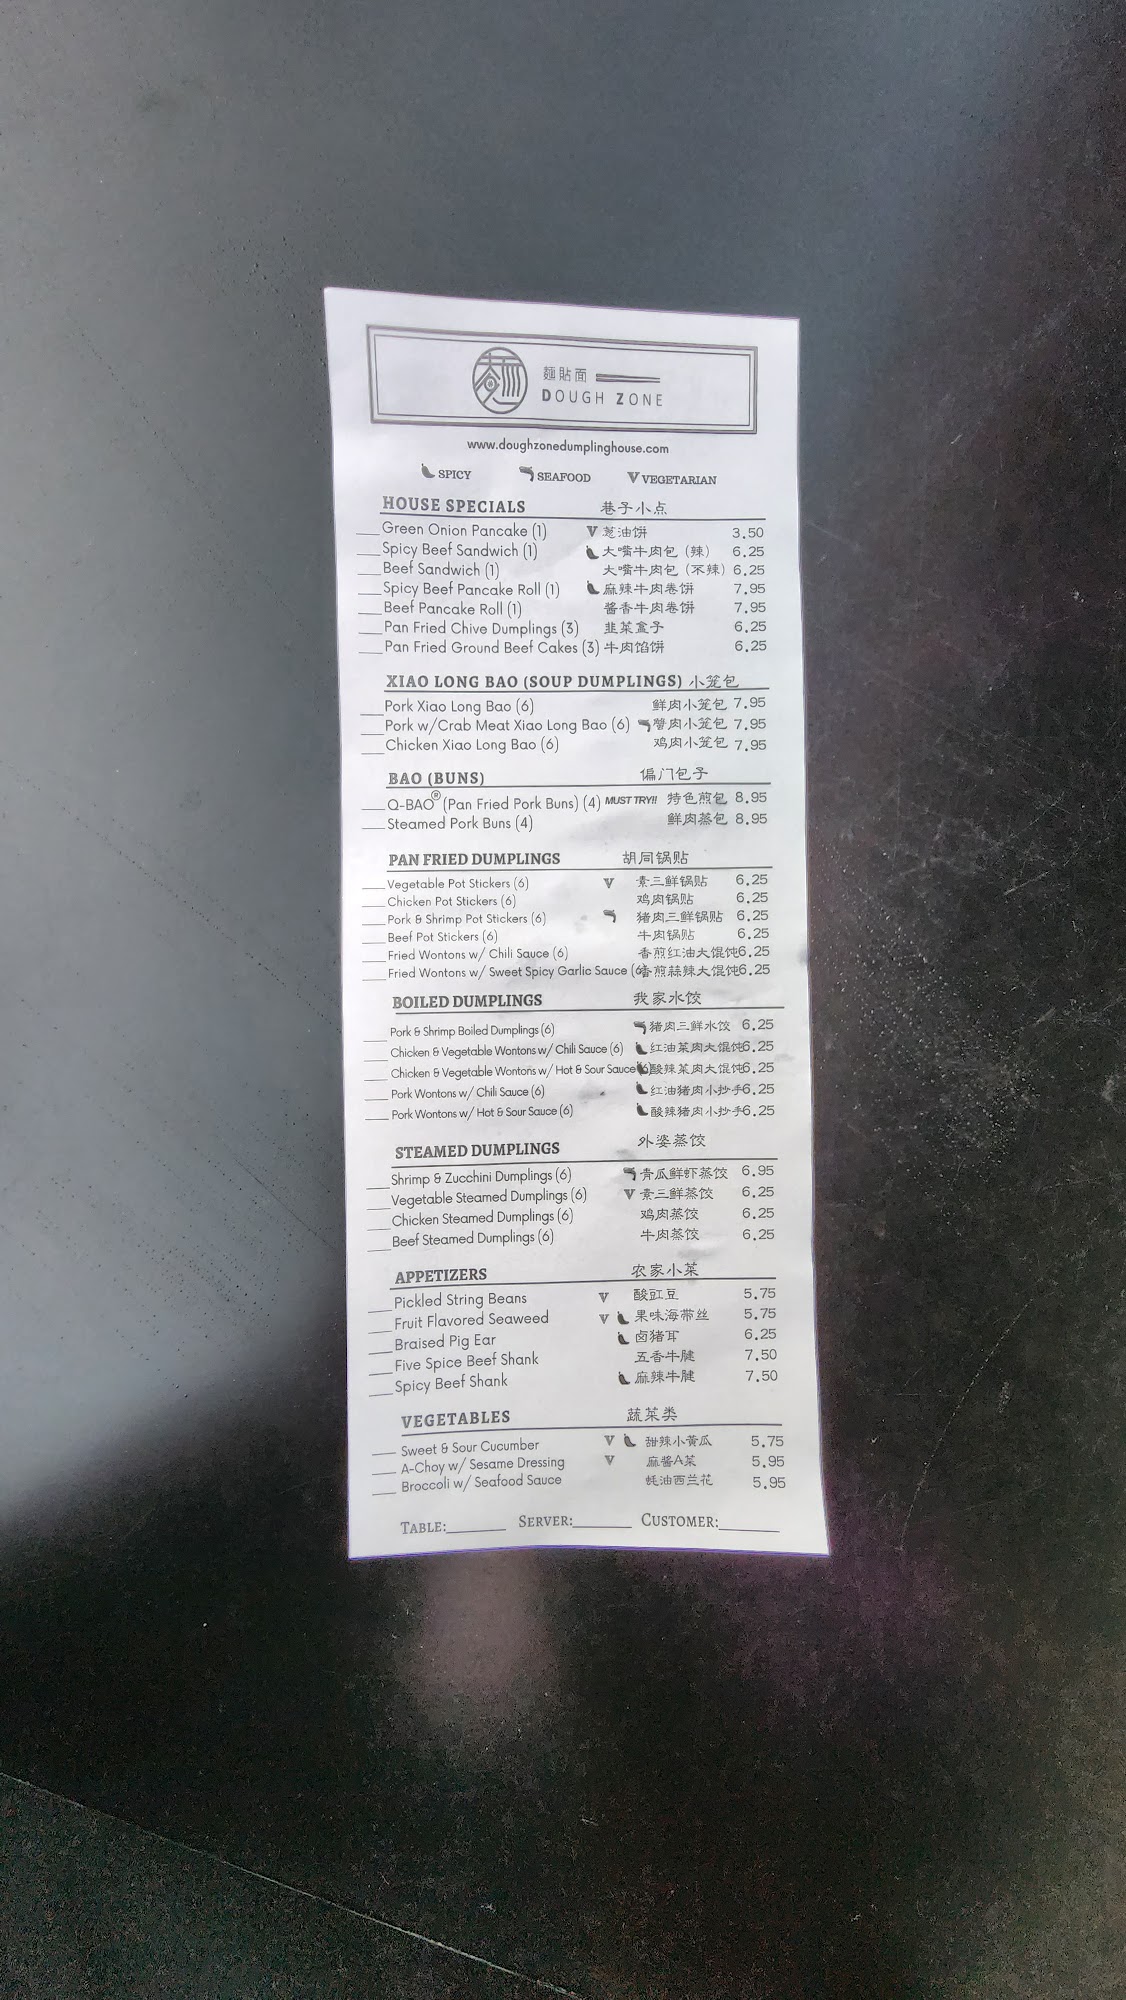 麵貼面
DOUGH ZONE
www.doughzonedumplinghouse.com
SPICY SEAFOOD V VEGETARIAN
HOUSE SPECIALS 巷子小点
Green Onion Pancake (1) V 葱油饼 3.50
Spicy Beef Sandwich (1) 大嘴牛肉包 (辣) 6.25
Beef Sandwich (1) 大嘴牛肉包 (不辣) 6.25
Spicy Beef Pancake Roll (1) 麻辣牛肉卷饼 7.95
Beef Pancake Roll (1) 酱香牛肉卷饼 7.95
Pan Fried Chive Dumplings (3) 韭菜盒子 6.25
Pan Fried Ground Beef Cakes (3) 牛肉馅饼 6.25
XIAO LONG BAO (SOUP DUMPLINGS) 小笼包
Pork Xiao Long Bao (6) 鲜肉小笼包 7.95
Pork w/Crab Meat Xiao Long Bao (6) 蟹肉小笼包 7.95
Chicken Xiao Long Bao (6) 鸡肉小笼包 7.95
BAO (BUNS) 偏门包子
Q-BAO® (Pan Fried Pork Buns) (4) MUST TRY!! 特色煎包 8.95
Steamed Pork Buns (4) 鲜肉蒸包 8.95
PAN FRIED DUMPLINGS 胡同锅贴
Vegetable Pot Stickers (6) V 素三鲜锅贴 6.25
Chicken Pot Stickers (6) 鸡肉锅贴 6.25
Pork & Shrimp Pot Stickers (6) 猪肉三鲜锅贴 6.25
Beef Pot Stickers (6) 牛肉锅贴 6.25
Fried Wontons w/ Chili Sauce (6) 香煎红油大馄饨 6.25
Fried Wontons w/ Sweet Spicy Garlic Sauce (6) 香煎蒜辣大馄饨 6.25
BOILED DUMPLINGS 我家水饺
Pork & Shrimp Boiled Dumplings (6) 猪肉三鲜水饺 6.25
Chicken & Vegetable Wontons w/ Chili Sauce (6) 红油菜肉大馄饨 6.25
Chicken & Vegetable Wontons w/ Hot & Sour Sauce (6) 酸辣菜肉大馄饨 6.25
Pork Wontons w/ Chili Sauce (6) 红油猪肉小抄手 6.25
Pork Wontons w/ Hot & Sour Sauce (6) 酸辣猪肉小抄手 6.25
STEAMED DUMPLINGS 外婆蒸饺
Shrimp & Zucchini Dumplings (6) 青瓜鲜虾蒸饺 6.95
Vegetable Steamed Dumplings (6) V 素三鲜蒸饺 6.25
Chicken Steamed Dumplings (6) 鸡肉蒸饺 6.25
Beef Steamed Dumplings (6) 牛肉蒸饺 6.25
APPETIZERS 农家小菜
Pickled String Beans V 酸豇豆 5.75
Fruit Flavored Seaweed V 果味海带丝 5.75
Braised Pig Ear 卤猪耳 6.25
Five Spice Beef Shank 五香牛腱 7.50
Spicy Beef Shank 麻辣牛腱 7.50
VEGETABLES 蔬菜类
Sweet & Sour Cucumber V 甜辣小黄瓜 5.75
A-Choy w/ Sesame Dressing V 麻酱A菜 5.95
Broccoli w/ Seafood Sauce 蚝油西兰花 5.95
TABLE:______ SERVER:______ CUSTOMER:______